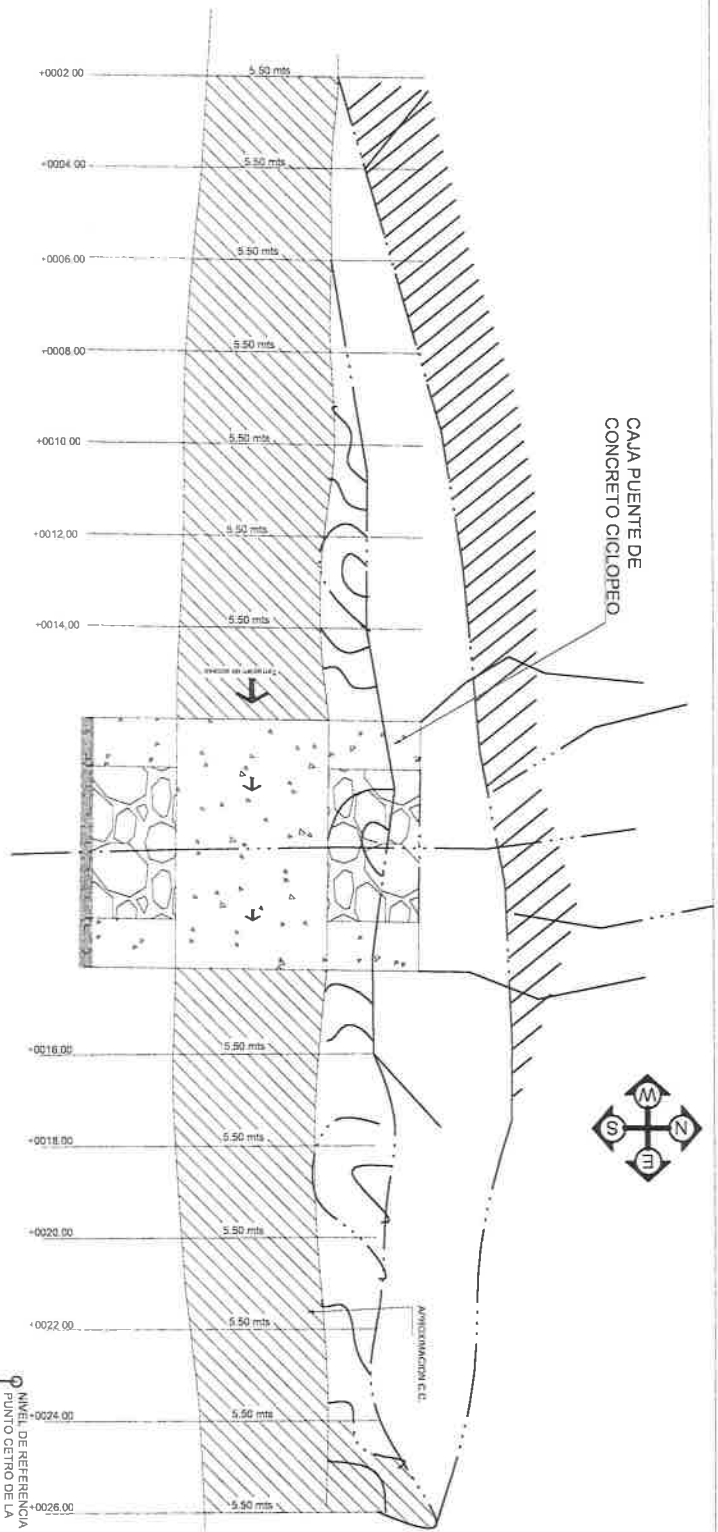 +0002.00
5.50 mts
+0004.00
5.50 mts
+0006.00
5.50 mts
+0008.00
5.50 mts
+0010.00
5.50 mts
+0012.00
5.50 mts
+0014.00
5.50 mts
CAJA PUENTE DE
CONCRETO CICLOPEO
N
W
E
S
+0016.00
5.50 mts
+0018.00
5.50 mts
+0020.00
5.50 mts
+0022.00
5.50 mts
APROXIMACION C.C.
+0024.00
5.50 mts
+0026.00
5.50 mts
NIVEL DE REFERENCIA
PUNTO CETRO DE LA